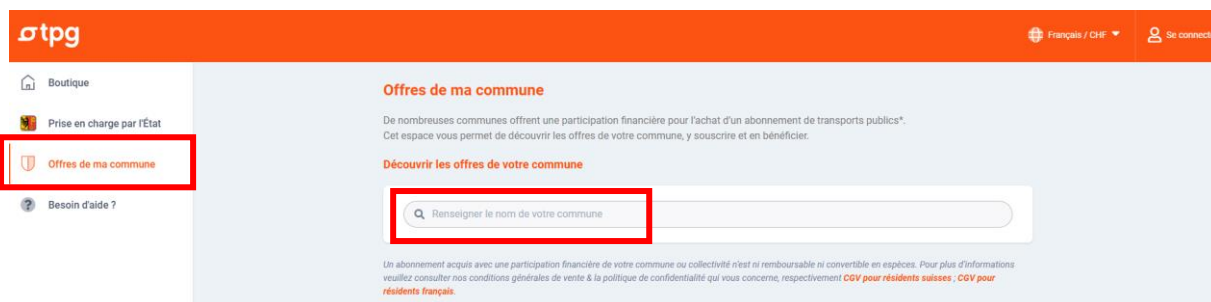 tpg
Français / CHF
Se connect
Boutique
Prise en charge par l'État
Offres de ma commune
Besoin d'aide ?
Offres de ma commune
De nombreuses communes offrent une participation financière pour l'achat d'un abonnement de transports publics*.
Cet espace vous permet de découvrir les offres de votre commune, y souscrire et en bénéficier.
Découvrir les offres de votre commune
Renseigner le nom de votre commune
Un abonnement acquis avec une participation financière de votre commune ou collectivité n'est ni remboursable ni convertible en espèces. Pour plus d'informations
veuillez consulter nos conditions générales de vente & la politique de confidentialité qui vous concerne, respectivement CGV pour résidents suisses ; CGV pour
résidents français.